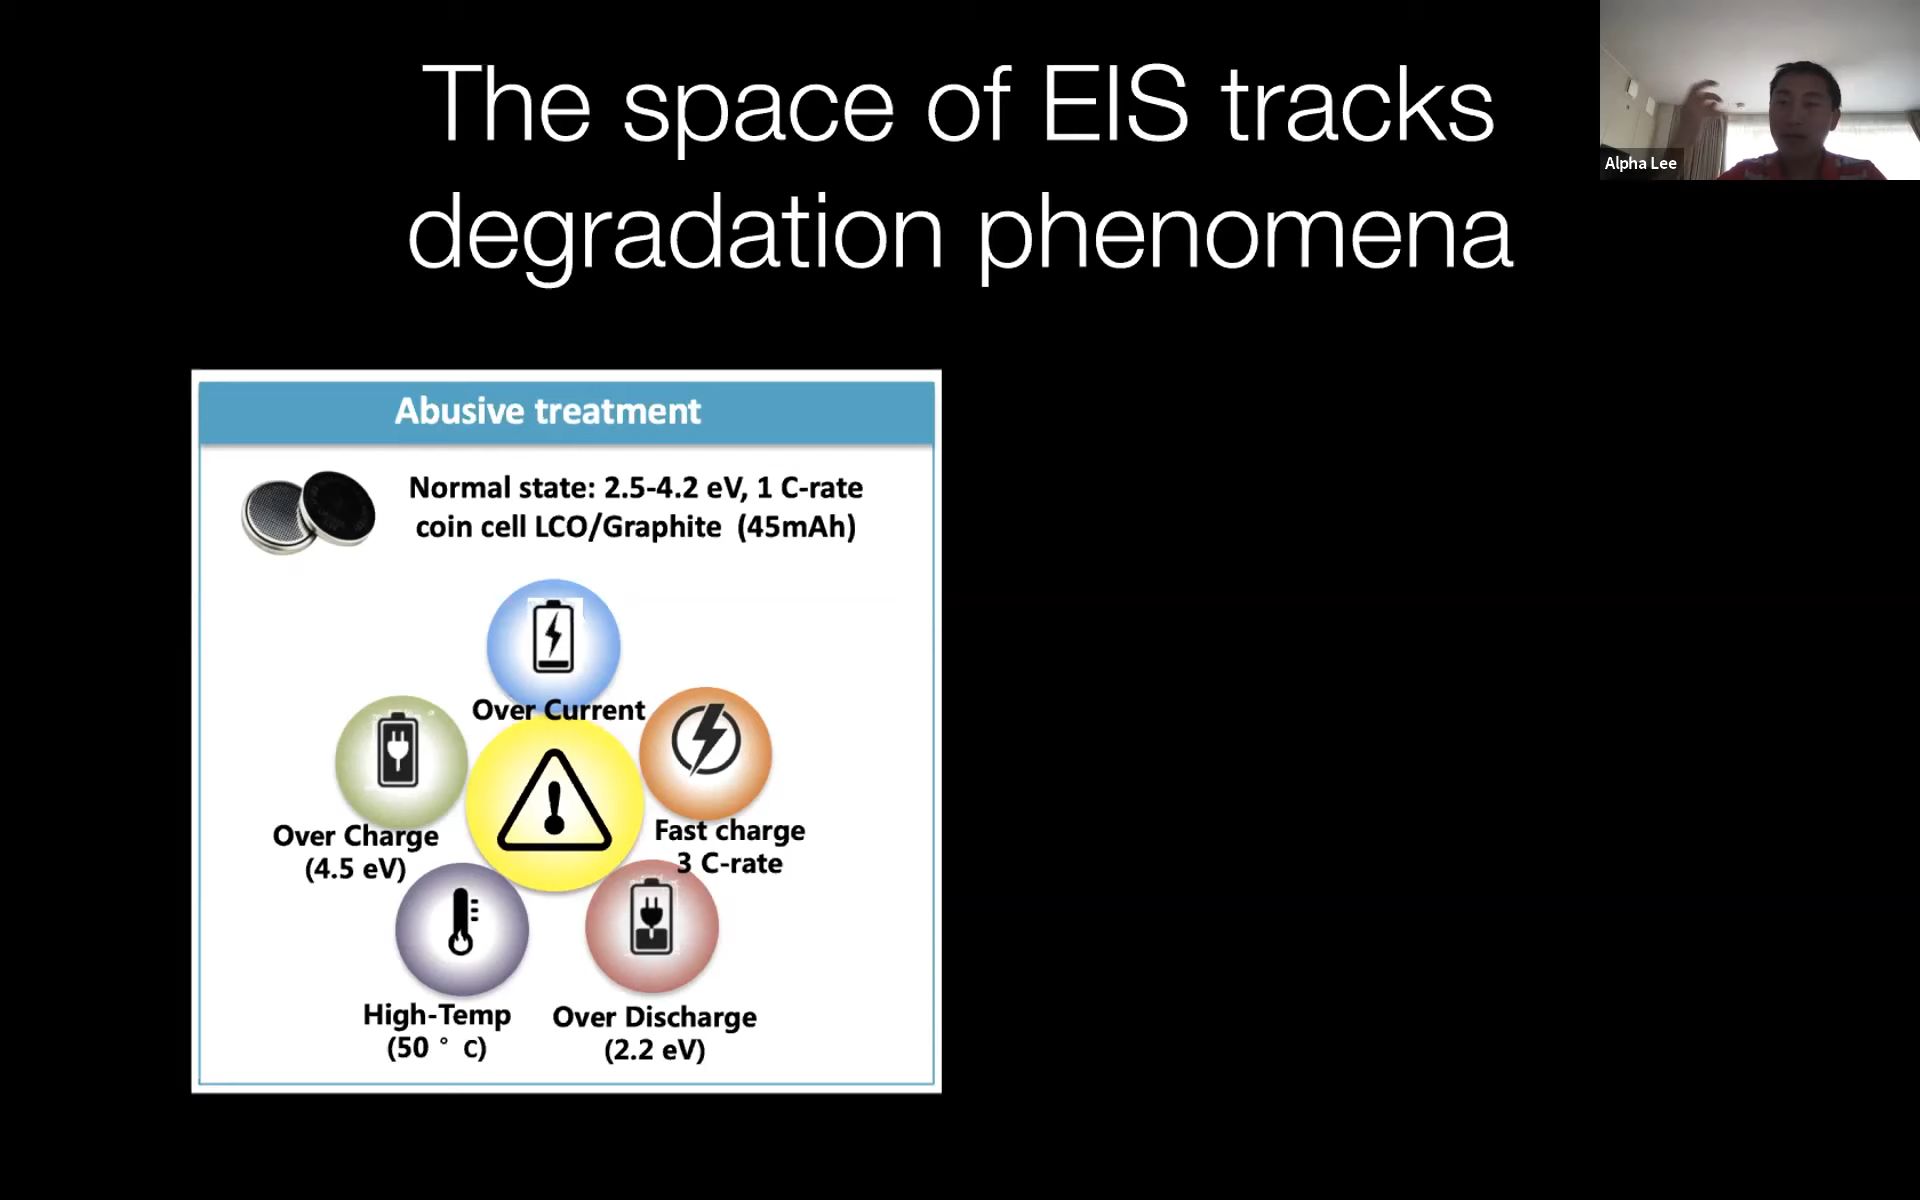 The space of EIS tracks
degradation phenomena
Alpha Lee
Abusive treatment
Normal state: 2.5-4.2 eV, 1 C-rate
coin cell LCO/Graphite (45mAh)
Over Current
Over Charge
(4.5 eV)
Fast charge
3 C-rate
High-Temp
(50 ° C)
Over Discharge
(2.2 eV)